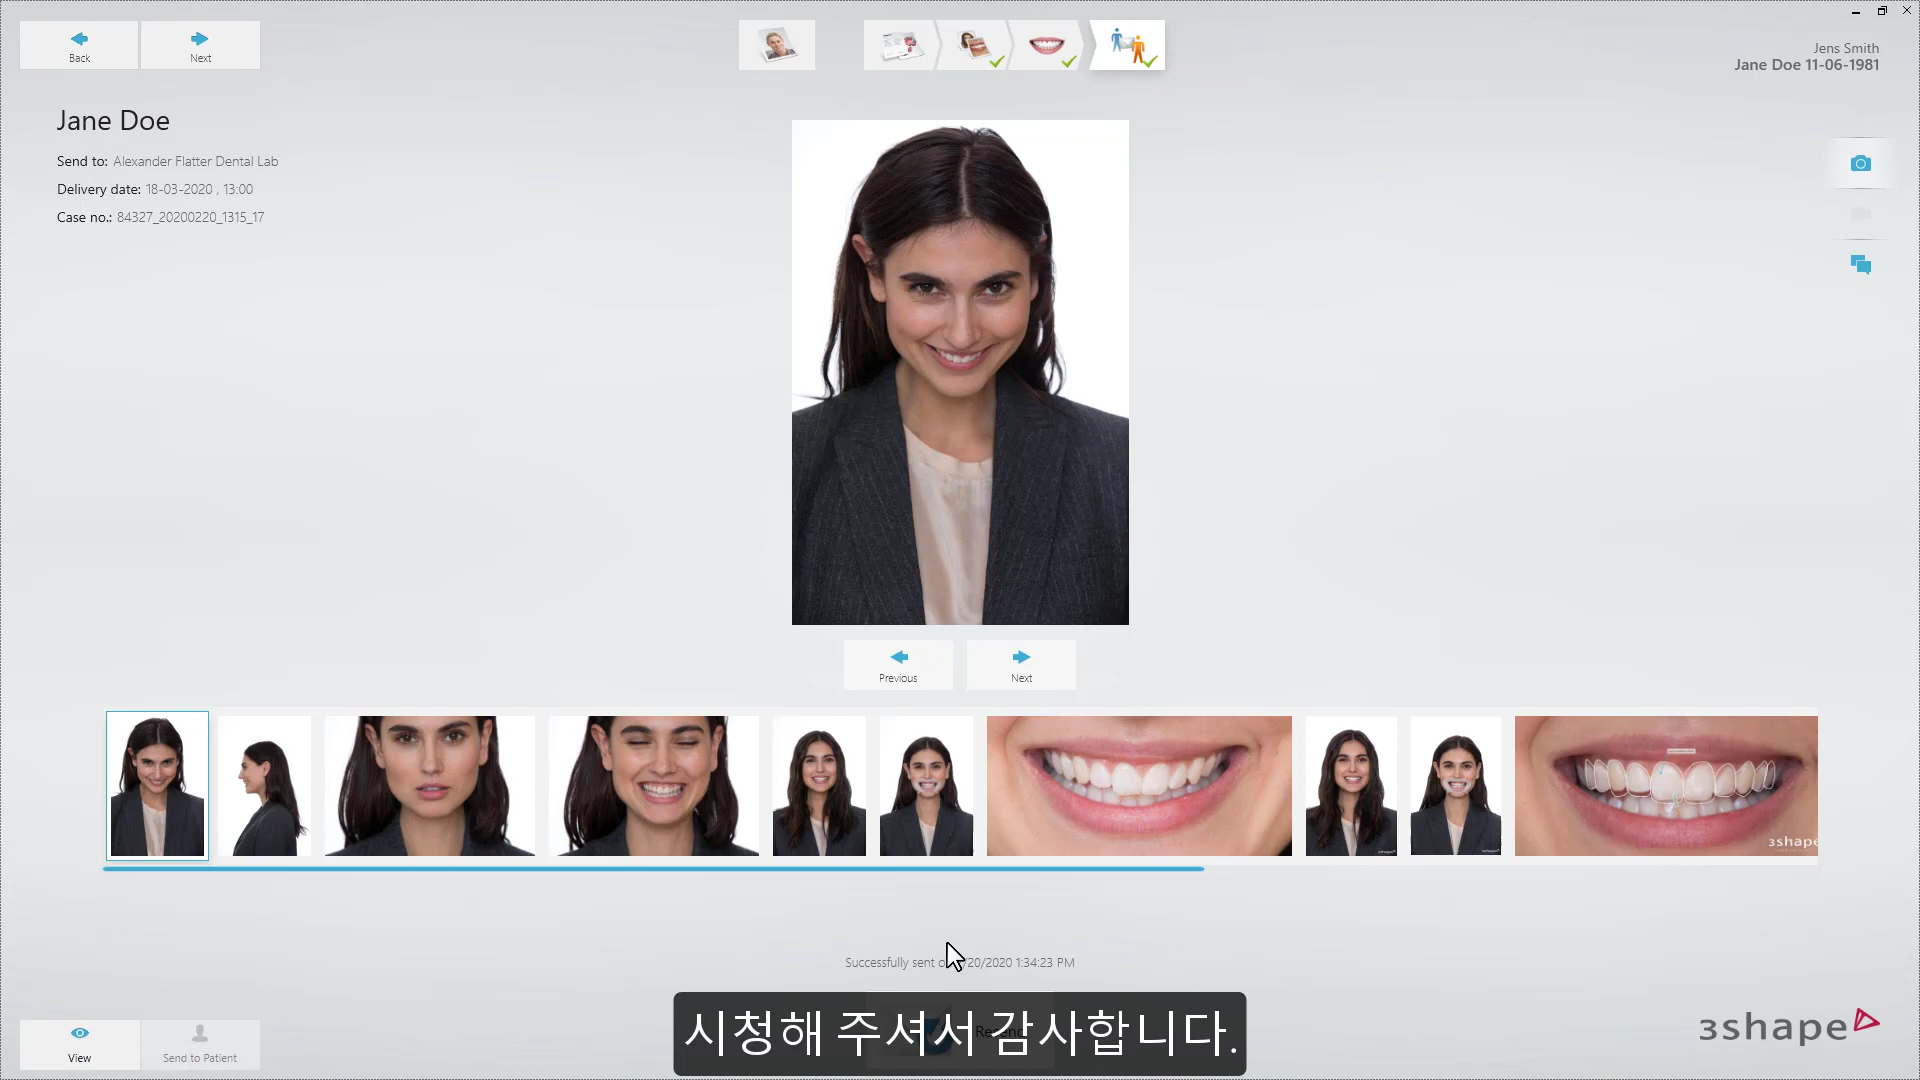 Back
Next
Jens Smith
Jane Doe 11-06-1981
Jane Doe
Send to: Alexander Flatter Dental Lab
Delivery date: 18-03-2020 , 13:00
Case no.: 84327_20200220_1315_17
Previous
Next
3shape
Successfully sent /20/2020 1:34:23 PM
시청해 주셔서 감사합니다.
View
Send to Patient
3shape